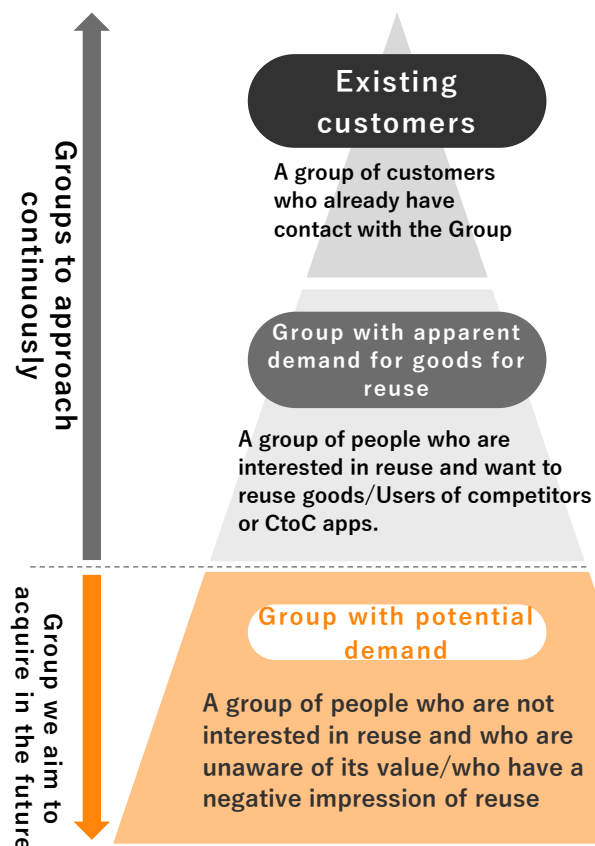 Existing
customers
A group of customers
who already have
contact with the Group
Groups to approach
continuously
Group with apparent
demand for goods for
reuse
A group of people who are
interested in reuse and want to
reuse goods/Users of competitors
or CtoC apps.
Group with potential
demand
A group of people who are not
interested in reuse and who are
unaware of its value/who have a
negative impression of reuse
Group we aim to
acquire in the future